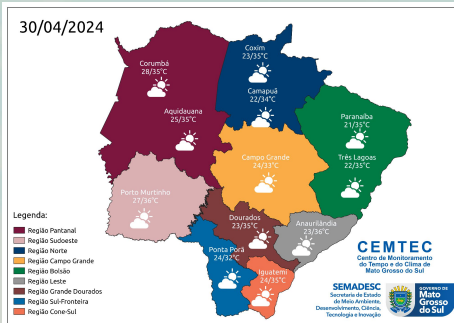 30/04/2024
Coxim
23/35°C
Corumbá
28/35°C
Camapuã
22/34°C
Aquidauana
25/35°C
Paranaíba
21/35°C
Campo Grande
24/33°C
Três Lagoas
22/35°C
Porto Murtinho
27/36°C
Dourados
23/35°C
Anaurilândia
23/36°C
Ponta Porã
24/32°C
Iguatemi
24/35°C
Legenda:
Região Pantanal
Região Sudoeste
Região Norte
Região Campo Grande
Região Bolsão
Região Leste
Região Grande Dourados
Região Sul-Fronteira
Região Cone-Sul
CEMTEC
Centro de Monitoramento
do Tempo e do Clima de
Mato Grosso do Sul
SEMADESC
Secretaria de Estado
de Meio Ambiente,
Desenvolvimento, Ciência,
Tecnologia e Inovação
GOVERNO DE
Mato
Grosso
do Sul